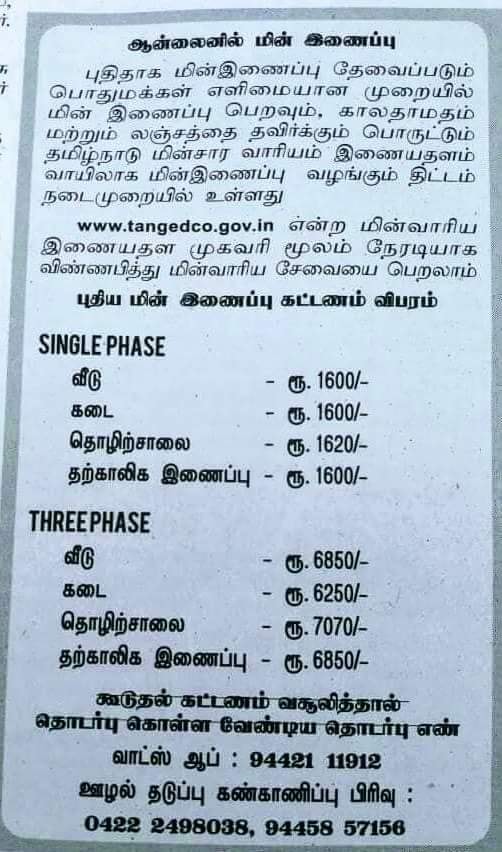 ஆன்லைனில் மின் இணைப்பு
புதிதாக மின்இணைப்பு தேவைப்படும்
பொதுமக்கள் எளிமையான முறையில்
மின் இணைப்பு பெறவும், காலதாமதம்
மற்றும் லஞ்சத்தை தவிர்க்கும் பொருட்டும்
தமிழ்நாடு மின்சார வாரியம் இணையதளம்
வாயிலாக மின்இணைப்பு வழங்கும் திட்டம்
நடைமுறையில் உள்ளது
www.tangedco.gov.in என்ற மின்வாரிய
இணையதள முகவரி மூலம் நேரடியாக
விண்ணபித்து மின்வாரிய சேவையை பெறலாம்
புதிய மின் இணைப்பு கட்டணம் விபரம்
SINGLE PHASE
வீடு - ரூ. 1600/-
கடை - ரூ. 1600/-
தொழிற்சாலை - ரூ. 1620/-
தற்காலிக இணைப்பு - ரூ. 1600/-
THREE PHASE
வீடு - ரூ. 6850/-
கடை - ரூ. 6250/-
தொழிற்சாலை - ரூ. 7070/-
தற்காலிக இணைப்பு - ரூ. 6850/-
கூடுதல் கட்டணம் வசூலித்தால்
தொடர்பு கொள்ள வேண்டிய தொடர்பு எண்
வாட்ஸ் ஆப் : 94421 11912
ஊழல் தடுப்பு கண்காணிப்பு பிரிவு :
0422 2498038, 94458 57156